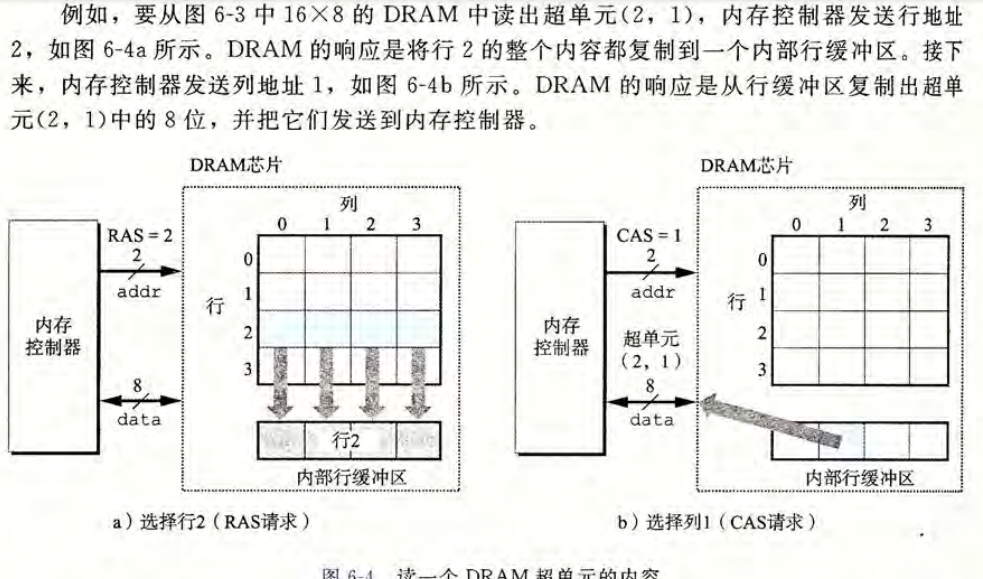 例如，要从图 6-3 中 16×8 的 DRAM 中读出超单元(2，1)，内存控制器发送行地址
2，如图 6-4a 所示。DRAM 的响应是将行 2 的整个内容都复制到一个内部行缓冲区。接下
来，内存控制器发送列地址 1，如图 6-4b 所示。DRAM 的响应是从行缓冲区复制出超单
元(2，1)中的 8 位，并把它们发送到内存控制器。
DRAM芯片
列
0 1 2 3
RAS = 2
2
addr
行
0
1
2
3
内存
控制器
8
data
行2
内部行缓冲区
a）选择行2（RAS请求）
DRAM芯片
列
0 1 2 3
CAS = 1
2
addr
行
0
1
2
3
内存
控制器
超单元
（2，1）
8
data
内部行缓冲区
b）选择列1（CAS请求）
图 6-4 读一个 DRAM 超单元的内容